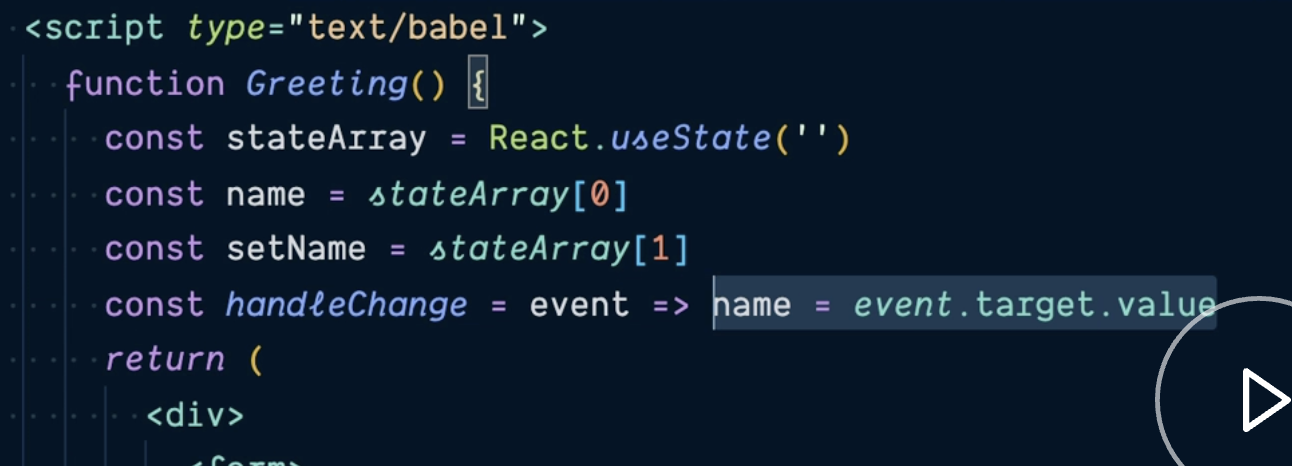 <script type="text/babel">
function Greeting() {
const stateArray = React.useState('')
const name = stateArray[0]
const setName = stateArray[1]
const handleChange = event => name = event.target.value
return (
<div>
<form>